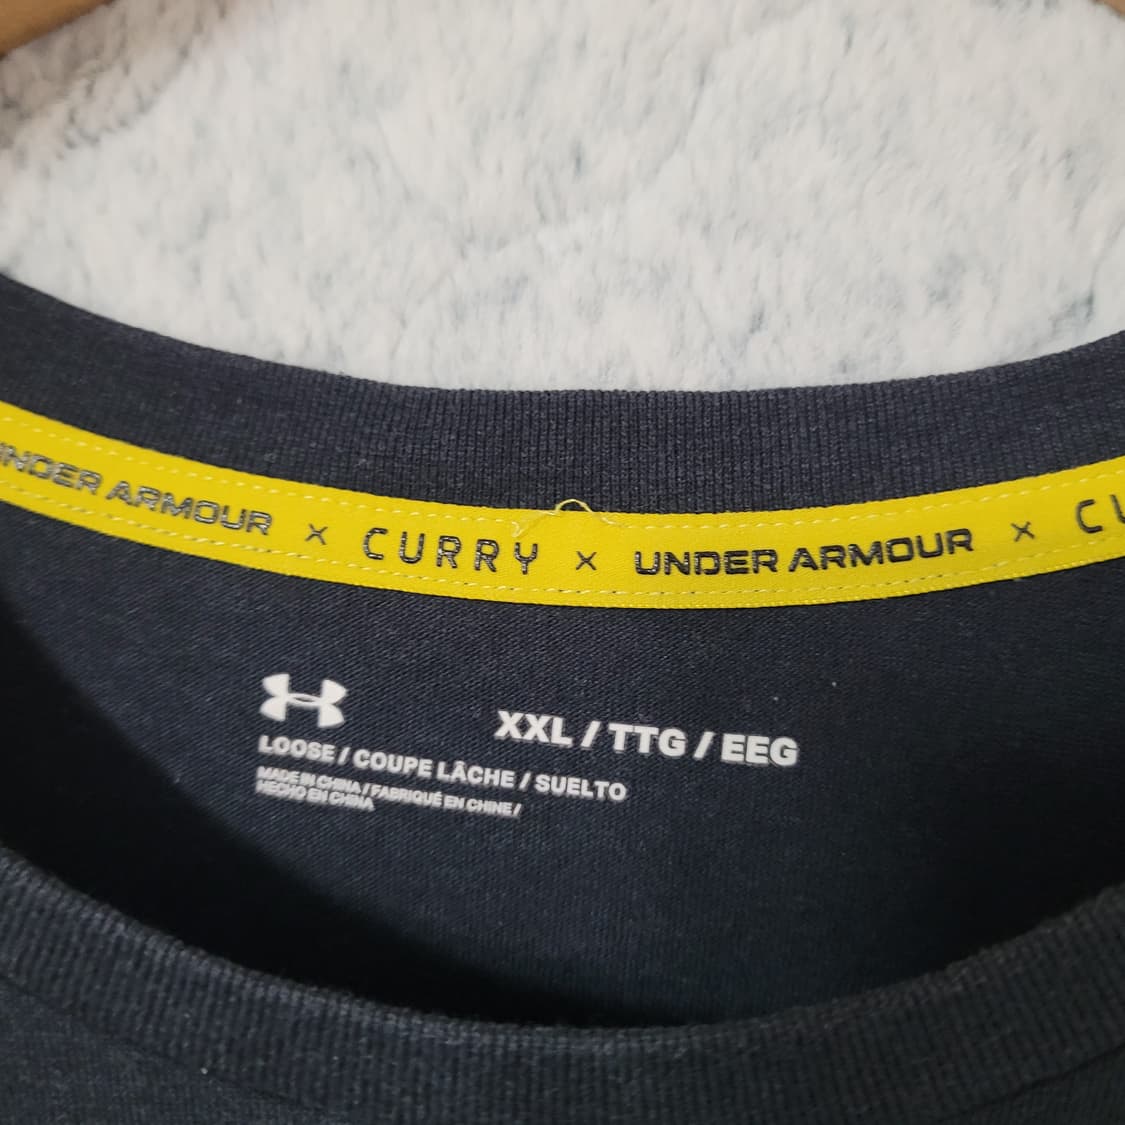 UNDER ARMOUR × CURRY × UNDER ARMOUR × CU
XXL / TTG / EEG
LOOSE / COUPE LÂCHE / SUELTO
MADE IN CHINA / FABRIQUÉ EN CHINE /
HECHO EN CHINA